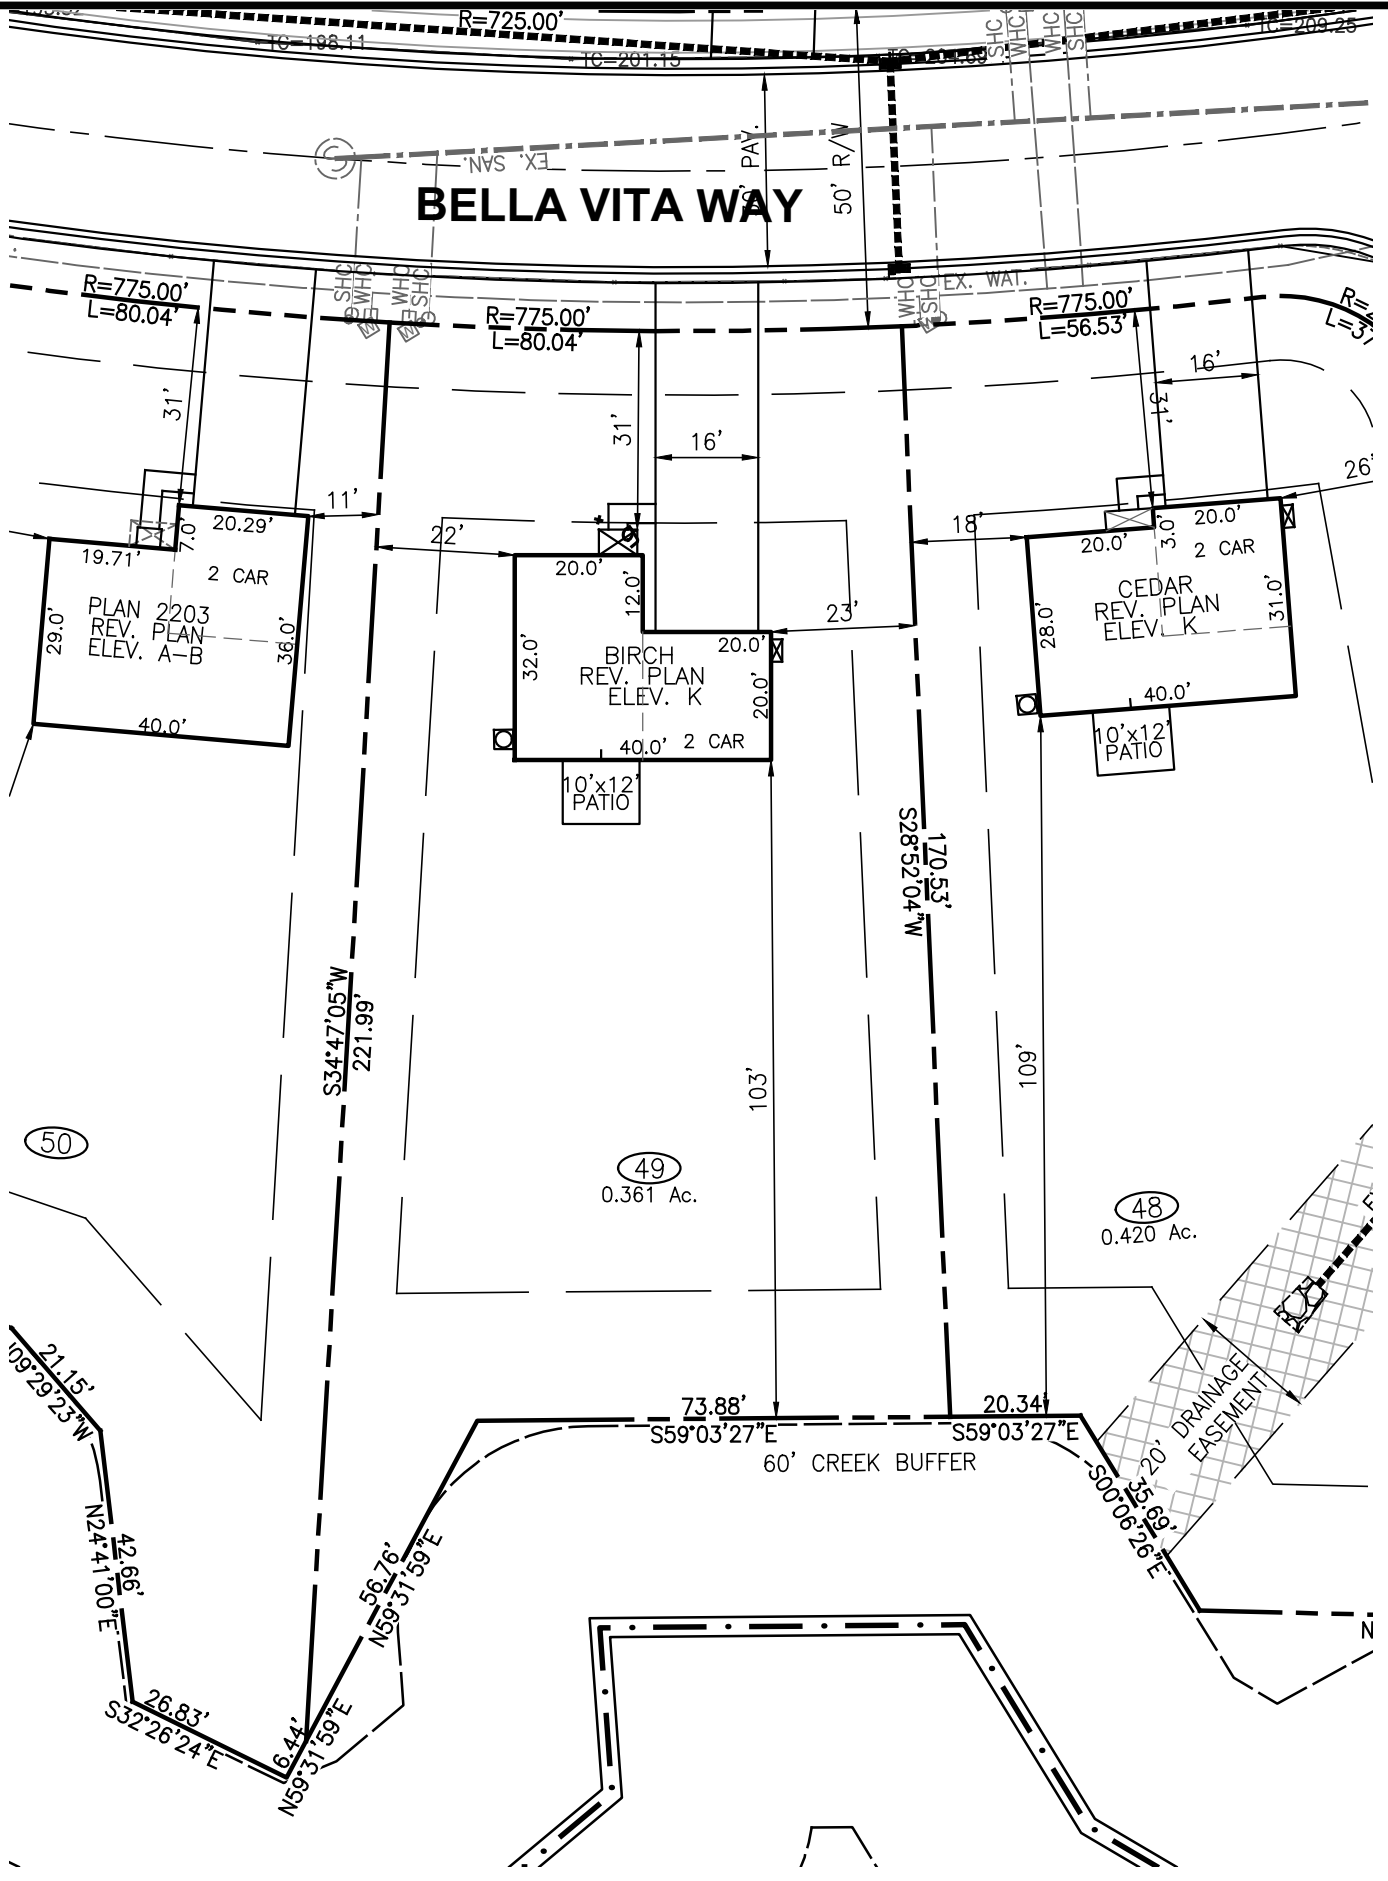 R=725.00'
TC=198.11
TC=201.15
TC=209.25
SHC
WHC
WHC
SHC
PAV.
50' R/W
EX. SAN.
BELLA VITA WAY
SHC
WHC
WHC
SHC
WHC
SHC
EX. WAT.
R=775.00'
L=80.04'
R=775.00'
L=80.04'
R=775.00'
L=56.53'
31'
31'
16'
31'
16'
11'
22'
18'
26'
20.29'
7.0'
19.71'
2 CAR
PLAN 2203
REV. PLAN
ELEV. A-B
29.0'
36.0'
40.0'
20.0'
12.0'
32.0'
BIRCH
REV. PLAN
ELEV. K
20.0'
20.0'
40.0'
2 CAR
10'x12'
PATIO
23'
20.0'
3.0'
20.0'
2 CAR
CEDAR
REV. PLAN
ELEV. K
28.0'
31.0'
40.0'
10'x12'
PATIO
170.53'
S28°52'04"W
S34°47'05"W
221.99'
103'
109'
50
49
0.361 Ac.
48
0.420 Ac.
20' DRAINAGE
EASEMENT
21.15'
N09°29'23"W
73.88'
S59°03'27"E
20.34'
S59°03'27"E
60' CREEK BUFFER
35.69'
S00°06'26"E
42.66'
N24°41'00"E
56.76'
N59°31'59"E
26.83'
S32°26'24"E
6.44'
N59°31'59"E